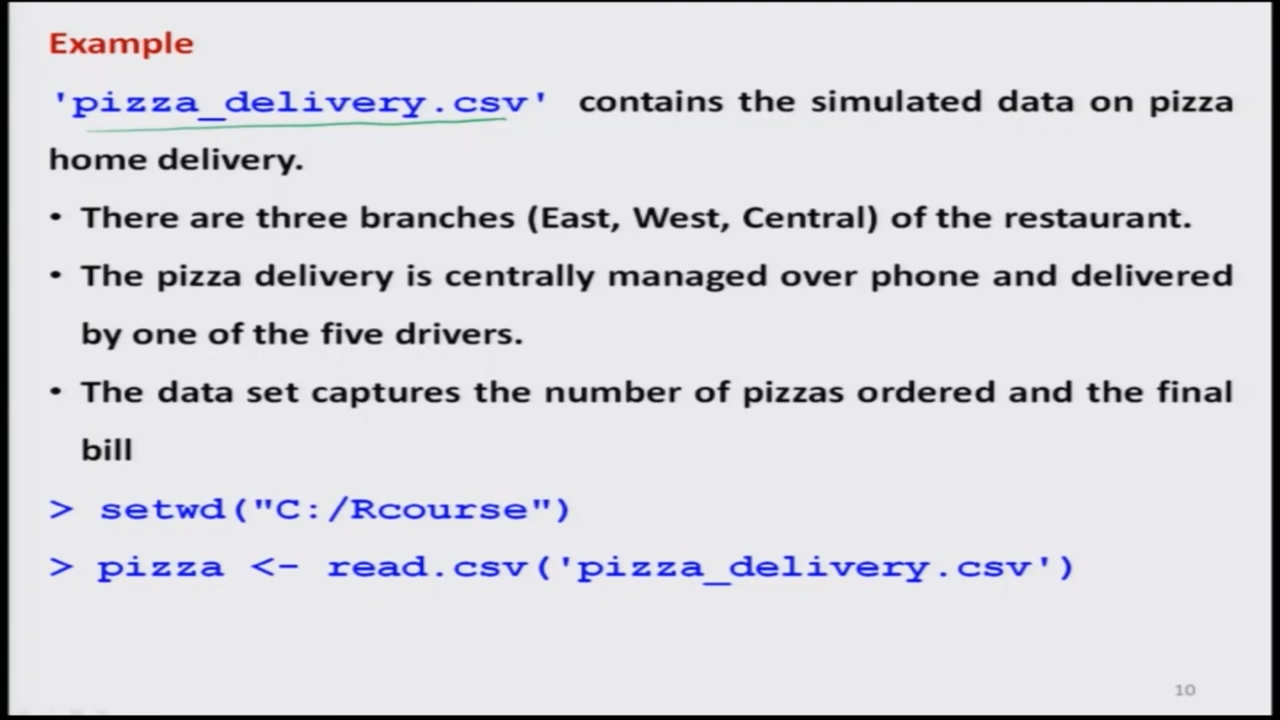 Example
'pizza_delivery.csv' contains the simulated data on pizza
home delivery.
• There are three branches (East, West, Central) of the restaurant.
• The pizza delivery is centrally managed over phone and delivered
by one of the five drivers.
• The data set captures the number of pizzas ordered and the final
bill
> setwd("C:/Rcourse")
> pizza <- read.csv('pizza_delivery.csv')
10